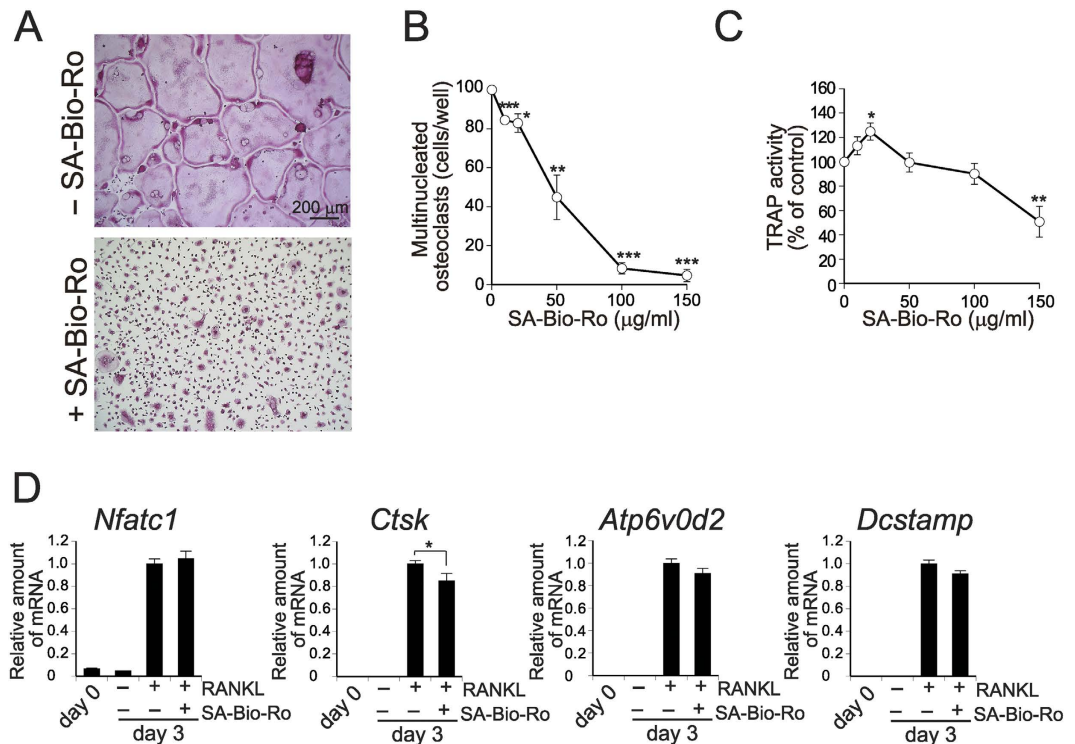 A
− SA-Bio-Ro
200 µm
+ SA-Bio-Ro
B
Multinucleated
osteoclasts (cells/well)
100
80
60
40
20
0
***
*
**
***
***
0 50 100 150
SA-Bio-Ro (µg/ml)
C
TRAP activity
(% of control)
160
140
120
100
80
60
40
20
0
*
**
0 50 100 150
SA-Bio-Ro (µg/ml)
D
Nfatc1
Relative amount
of mRNA
1.2
1.0
0.8
0.6
0.4
0.2
0
day 0
− + + RANKL
− − + SA-Bio-Ro
day 3
Ctsk
Relative amount
of mRNA
1.2
1.0
0.8
0.6
0.4
0.2
0
*
day 0
− + + RANKL
− − + SA-Bio-Ro
day 3
Atp6v0d2
Relative amount
of mRNA
1.2
1.0
0.8
0.6
0.4
0.2
0
day 0
− + + RANKL
− − + SA-Bio-Ro
day 3
Dcstamp
Relative amount
of mRNA
1.2
1.0
0.8
0.6
0.4
0.2
0
day 0
− + + RANKL
− − + SA-Bio-Ro
day 3